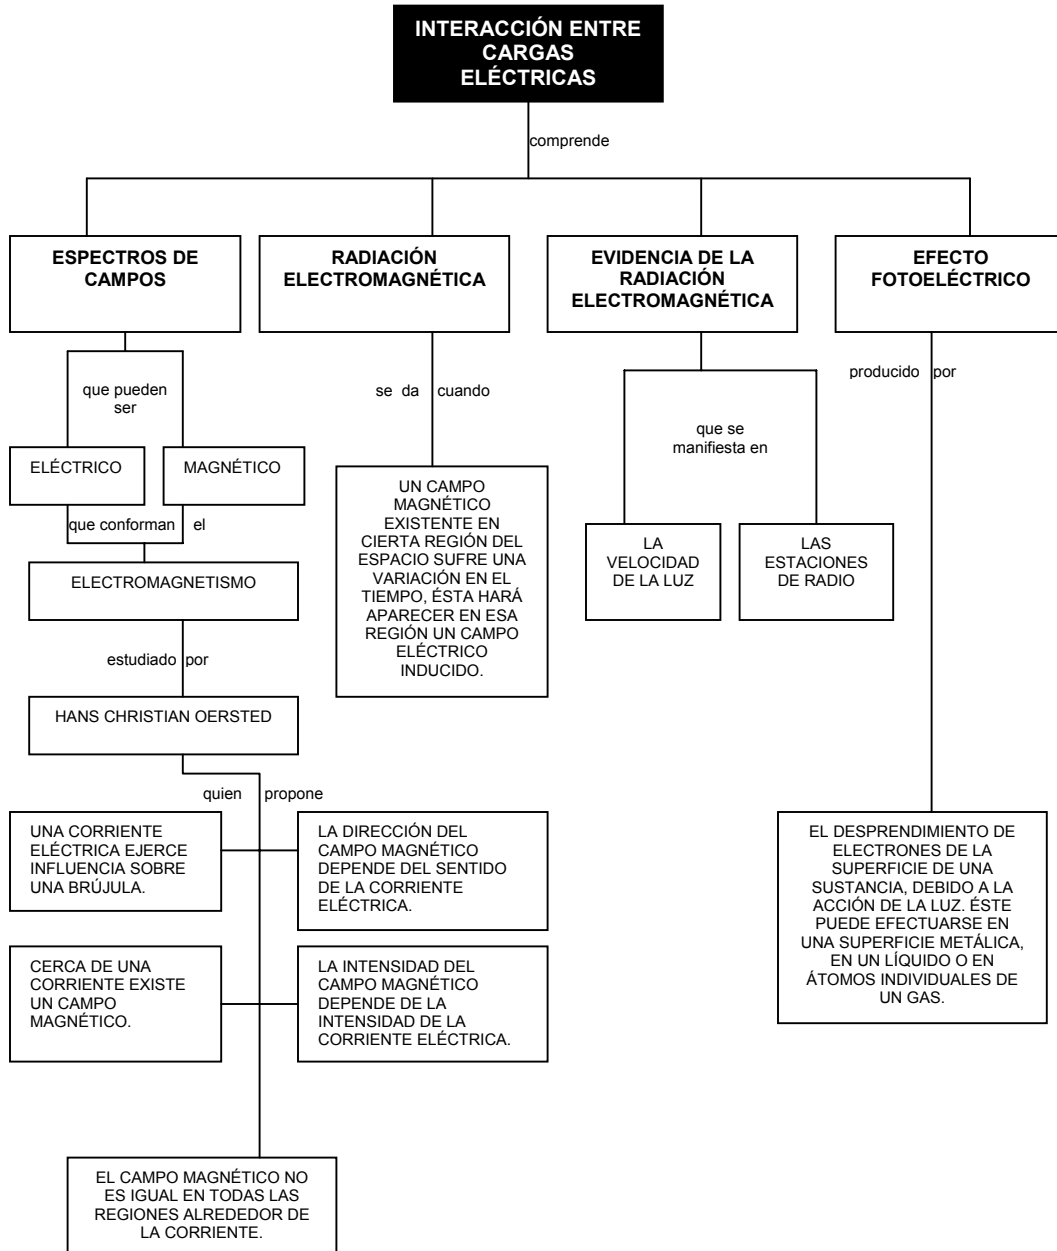 INTERACCIÓN ENTRE
CARGAS
ELÉCTRICAS
comprende
ESPECTROS DE
CAMPOS
RADIACIÓN
ELECTROMAGNÉTICA
EVIDENCIA DE LA
RADIACIÓN
ELECTROMAGNÉTICA
EFECTO
FOTOELÉCTRICO
que pueden
ser
se da cuando
que se
manifiesta en
producido por
ELÉCTRICO
MAGNÉTICO
que conforman el
ELECTROMAGNETISMO
estudiado por
HANS CHRISTIAN OERSTED
quien propone
UN CAMPO
MAGNÉTICO
EXISTENTE EN
CIERTA REGIÓN DEL
ESPACIO SUFRE UNA
VARIACIÓN EN EL
TIEMPO, ÉSTA HARÁ
APARECER EN ESA
REGIÓN UN CAMPO
ELÉCTRICO
INDUCIDO.
LA
VELOCIDAD
DE LA LUZ
LAS
ESTACIONES
DE RADIO
UNA CORRIENTE
ELÉCTRICA EJERCE
INFLUENCIA SOBRE
UNA BRÚJULA.
LA DIRECCIÓN DEL
CAMPO MAGNÉTICO
DEPENDE DEL SENTIDO
DE LA CORRIENTE
ELÉCTRICA.
CERCA DE UNA
CORRIENTE EXISTE
UN CAMPO
MAGNÉTICO.
LA INTENSIDAD DEL
CAMPO MAGNÉTICO
DEPENDE DE LA
INTENSIDAD DE LA
CORRIENTE ELÉCTRICA.
EL CAMPO MAGNÉTICO NO
ES IGUAL EN TODAS LAS
REGIONES ALREDEDOR DE
LA CORRIENTE.
EL DESPRENDIMIENTO DE
ELECTRONES DE LA
SUPERFICIE DE UNA
SUSTANCIA, DEBIDO A LA
ACCIÓN DE LA LUZ. ÉSTE
PUEDE EFECTUARSE EN
UNA SUPERFICIE METÁLICA,
EN UN LÍQUIDO O EN
ÁTOMOS INDIVIDUALES DE
UN GAS.